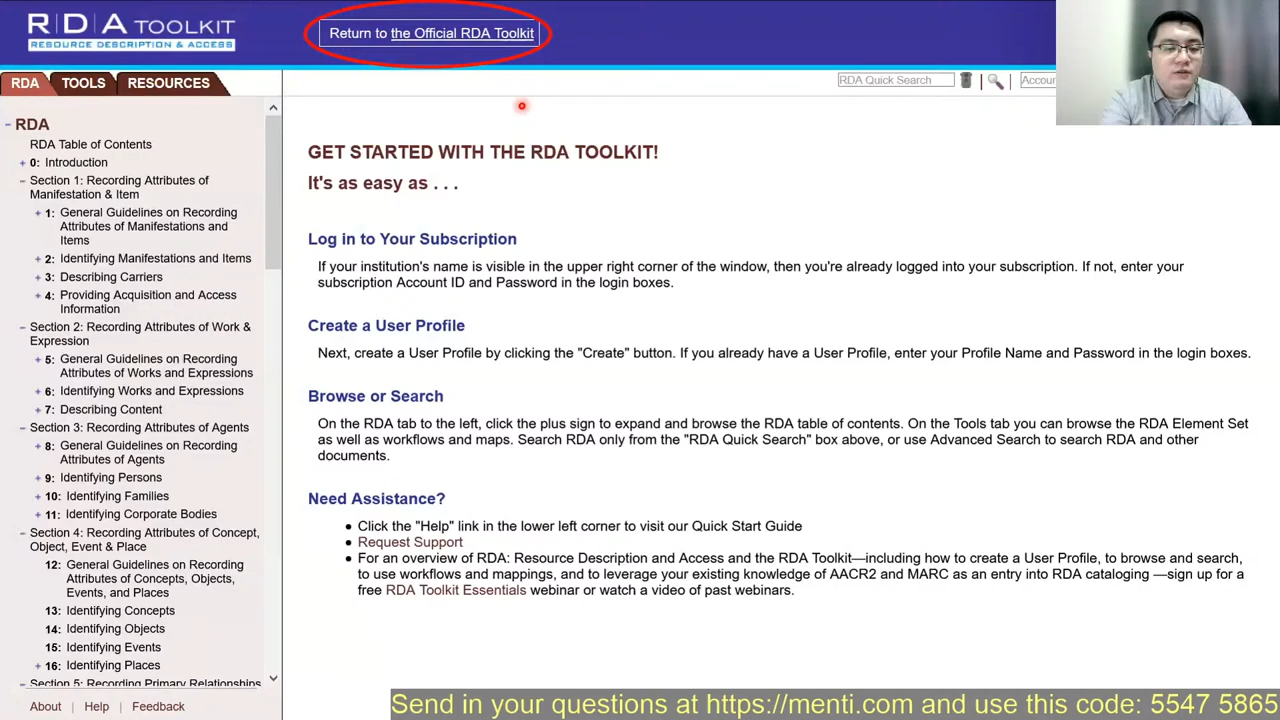 R|D|A TOOLKIT
RESOURCE DESCRIPTION & ACCESS
Return to the Official RDA Toolkit
RDA TOOLS RESOURCES
RDA Quick Search
Accou
RDA
RDA Table of Contents
0: Introduction
Section 1: Recording Attributes of
Manifestation & Item
1: General Guidelines on Recording
Attributes of Manifestations and
Items
2: Identifying Manifestations and Items
3: Describing Carriers
4: Providing Acquisition and Access
Information
Section 2: Recording Attributes of Work &
Expression
5: General Guidelines on Recording
Attributes of Works and Expressions
6: Identifying Works and Expressions
7: Describing Content
Section 3: Recording Attributes of Agents
8: General Guidelines on Recording
Attributes of Agents
9: Identifying Persons
10: Identifying Families
11: Identifying Corporate Bodies
Section 4: Recording Attributes of Concept,
Object, Event & Place
12: General Guidelines on Recording
Attributes of Concepts, Objects,
Events, and Places
13: Identifying Concepts
14: Identifying Objects
15: Identifying Events
16: Identifying Places
Section 5: Recording Primary Relationships
About | Help | Feedback
GET STARTED WITH THE RDA TOOLKIT!
It's as easy as . . .
Log in to Your Subscription
If your institution's name is visible in the upper right corner of the window, then you're already logged into your subscription. If not, enter your
subscription Account ID and Password in the login boxes.
Create a User Profile
Next, create a User Profile by clicking the "Create" button. If you already have a User Profile, enter your Profile Name and Password in the login boxes.
Browse or Search
On the RDA tab to the left, click the plus sign to expand and browse the RDA table of contents. On the Tools tab you can browse the RDA Element Set
as well as workflows and maps. Search RDA only from the "RDA Quick Search" box above, or use Advanced Search to search RDA and other
documents.
Need Assistance?
• Click the "Help" link in the lower left corner to visit our Quick Start Guide
• Request Support
• For an overview of RDA: Resource Description and Access and the RDA Toolkit—including how to create a User Profile, to browse and search,
to use workflows and mappings, and to leverage your existing knowledge of AACR2 and MARC as an entry into RDA cataloging —sign up for a
free RDA Toolkit Essentials webinar or watch a video of past webinars.
Send in your questions at https://menti.com and use this code: 5547 5865